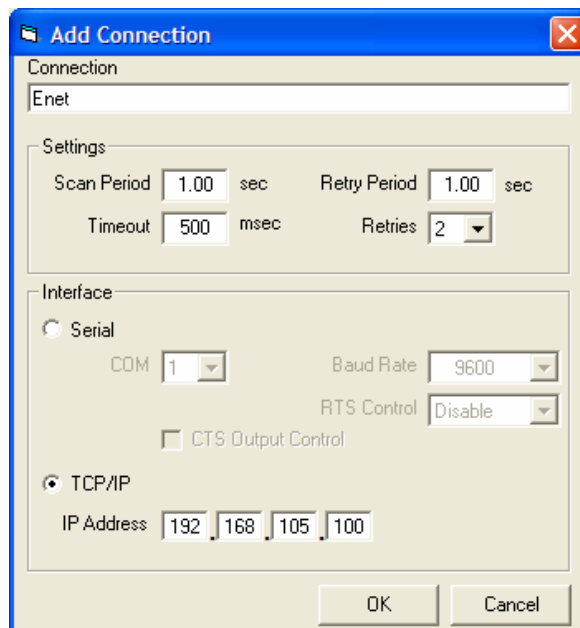 Add Connection
Connection
Enet
Settings
Scan Period 1.00 sec Retry Period 1.00 sec
Timeout 500 msec Retries 2
Interface
Serial
COM 1 Baud Rate 9600
RTS Control Disable
CTS Output Control
TCP/IP
IP Address 192 . 168 . 105 . 100
OK Cancel